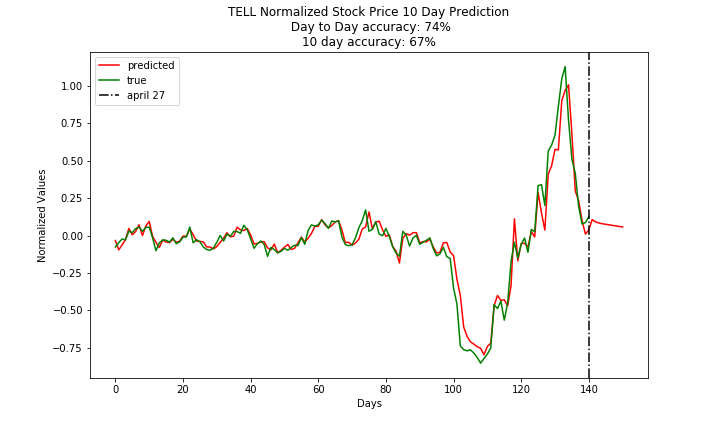 TELL Normalized Stock Price 10 Day Prediction
Day to Day accuracy: 74%
10 day accuracy: 67%
predicted
true
april 27
1.00
0.75
0.50
0.25
0.00
−0.25
−0.50
−0.75
Normalized Values
0 20 40 60 80 100 120 140
Days